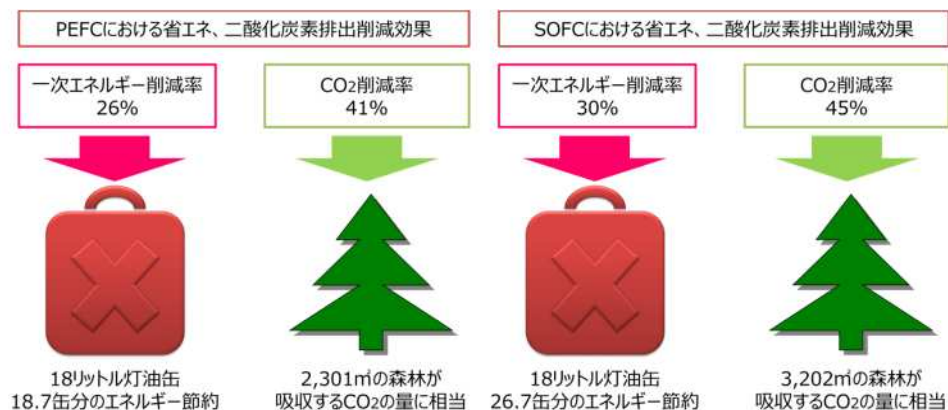 PEFCにおける省エネ、二酸化炭素排出削減効果
一次エネルギー削減率
26%
CO2削減率
41%
18リットル灯油缶
18.7缶分のエネルギー節約
2,301㎡の森林が
吸収するCO2の量に相当
SOFCにおける省エネ、二酸化炭素排出削減効果
一次エネルギー削減率
30%
CO2削減率
45%
18リットル灯油缶
26.7缶分のエネルギー節約
3,202㎡の森林が
吸収するCO2の量に相当